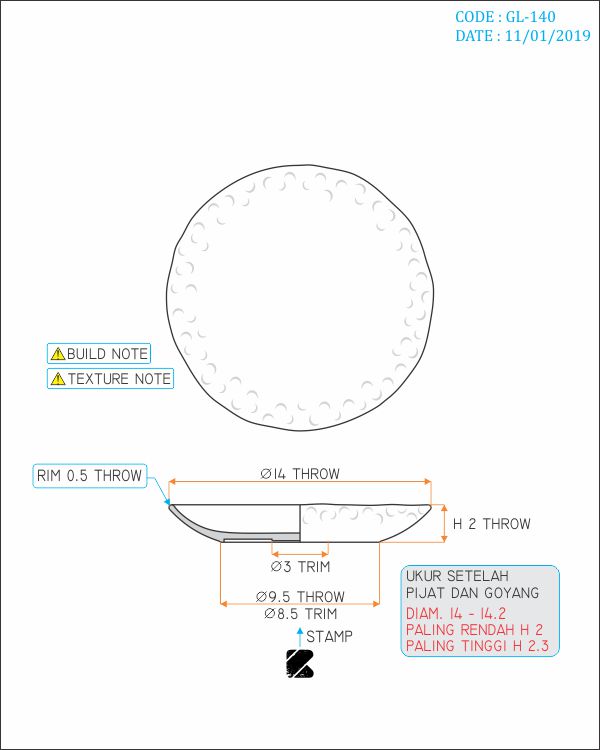 CODE : GL-140
DATE : 11/01/2019
BUILD NOTE
TEXTURE NOTE
RIM 0.5 THROW
Ø14 THROW
H 2 THROW
Ø3 TRIM
Ø9.5 THROW
Ø8.5 TRIM
STAMP
UKUR SETELAH
PIJAT DAN GOYANG
DIAM. 14 - 14.2
PALING RENDAH H 2
PALING TINGGI H 2.3